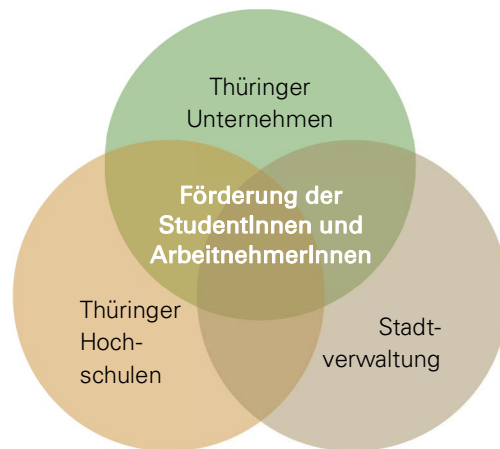 Thüringer
Unternehmen
Förderung der
StudentInnen und
ArbeitnehmerInnen
Thüringer
Hoch-
schulen
Stadt-
verwaltung